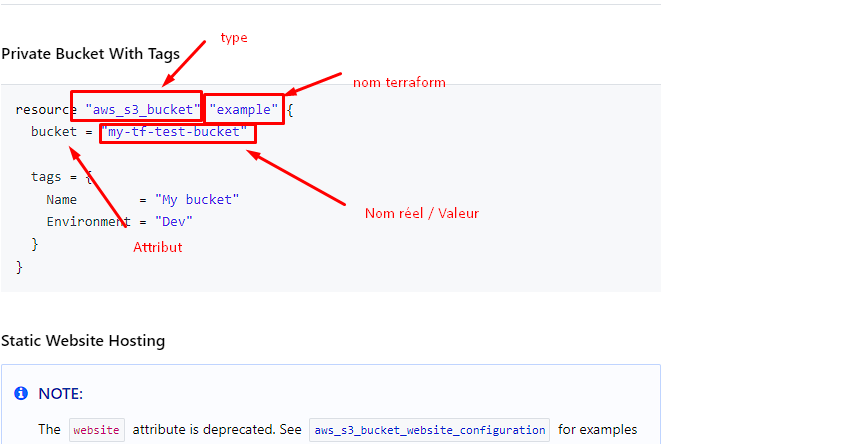 type
Private Bucket With Tags
nom terraform
resource "aws_s3_bucket" "example" {
bucket = "my-tf-test-bucket"
tags = {
Name = "My bucket"
Nom réel / Valeur
Environment = "Dev"
}
Attribut
}
Static Website Hosting
NOTE:
The website attribute is deprecated. See aws_s3_bucket_website_configuration for examples